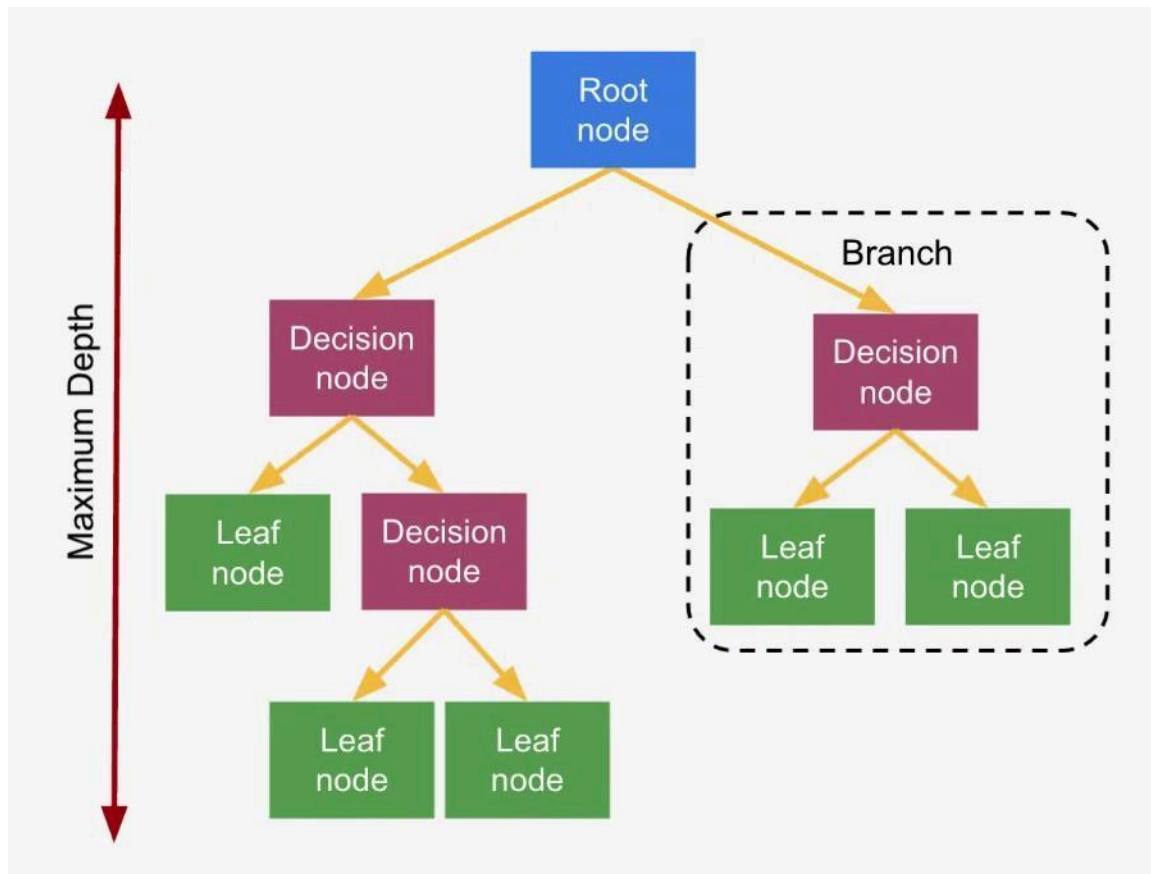 Root
node
Branch
Maximum Depth
Decision
node
Decision
node
Leaf
node
Decision
node
Leaf
node
Leaf
node
Leaf
node
Leaf
node